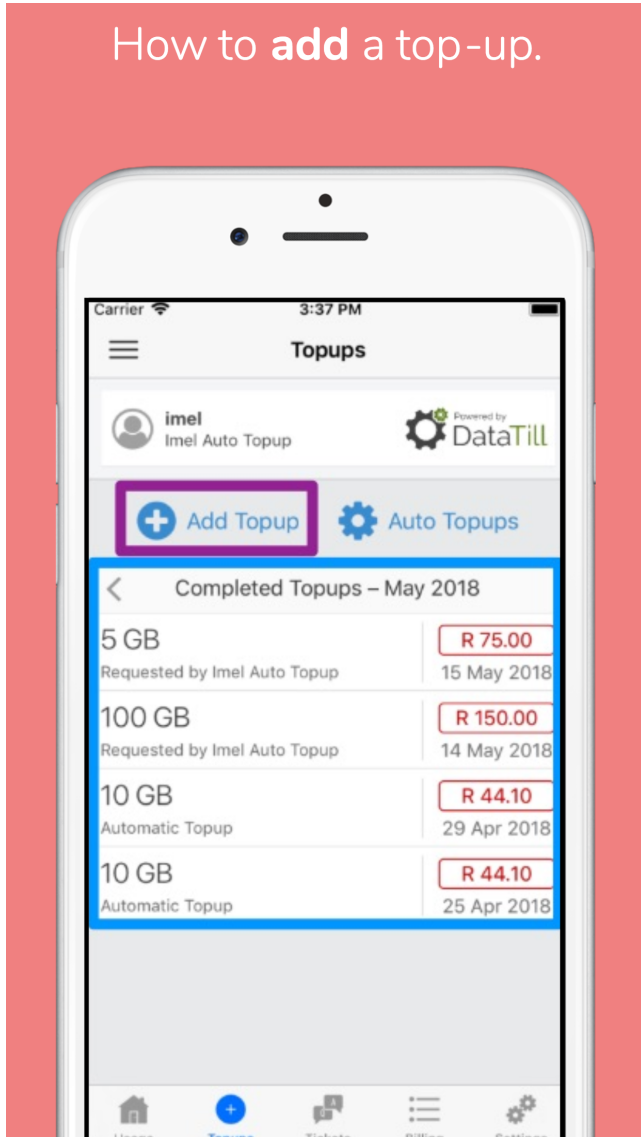 How to add a top-up.
Carrier 3:37 PM
Topups
imel
Imel Auto Topup
Powered by
DataTill
Add Topup Auto Topups
Completed Topups – May 2018
5 GB R 75.00
Requested by Imel Auto Topup 15 May 2018
100 GB R 150.00
Requested by Imel Auto Topup 14 May 2018
10 GB R 44.10
Automatic Topup 29 Apr 2018
10 GB R 44.10
Automatic Topup 25 Apr 2018